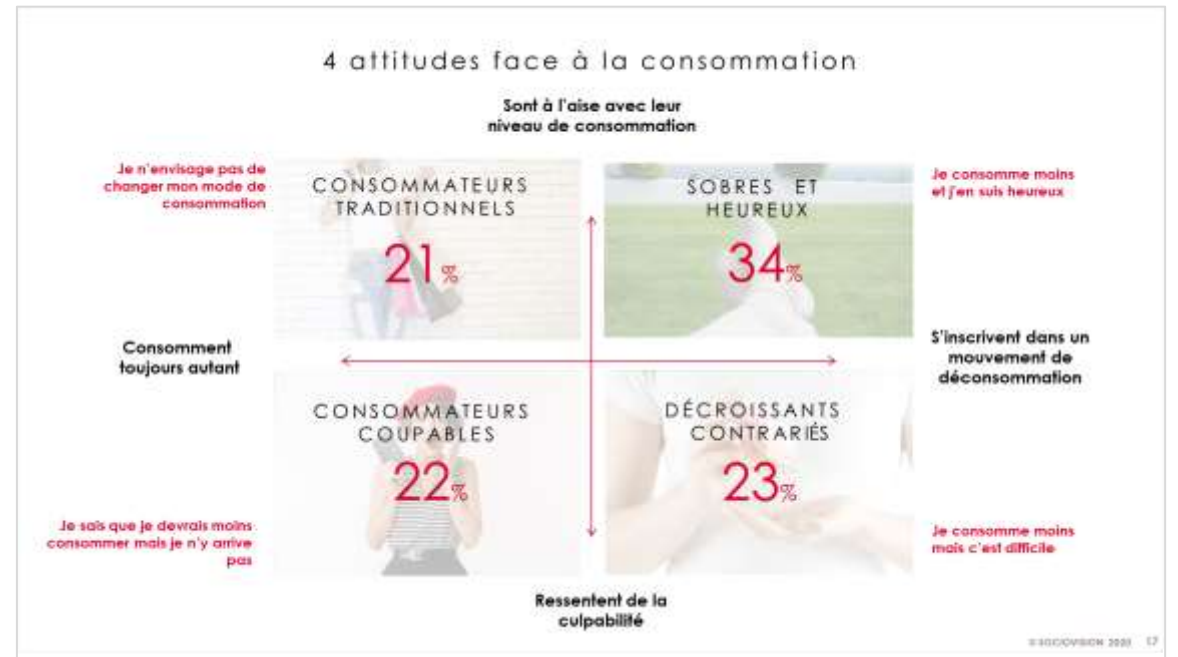 4 attitudes face à la consommation
Sont à l'aise avec leur
niveau de consommation
Je n'envisage pas de
changer mon mode de
consommation
CONSOMMATEURS
TRADITIONNELS
21%
SOBRES ET
HEUREUX
34%
Je consomme moins
et j'en suis heureux
Consomment
toujours autant
S'inscrivent dans un
mouvement de
déconsommation
CONSOMMATEURS
COUPABLES
22%
DÉCROISSANTS
CONTRARIÉS
23%
Je sais que je devrais moins
consommer mais je n'y arrive
pas
Je consomme moins
mais c'est difficile
Ressentent de la
culpabilité
© SOCIOVISION